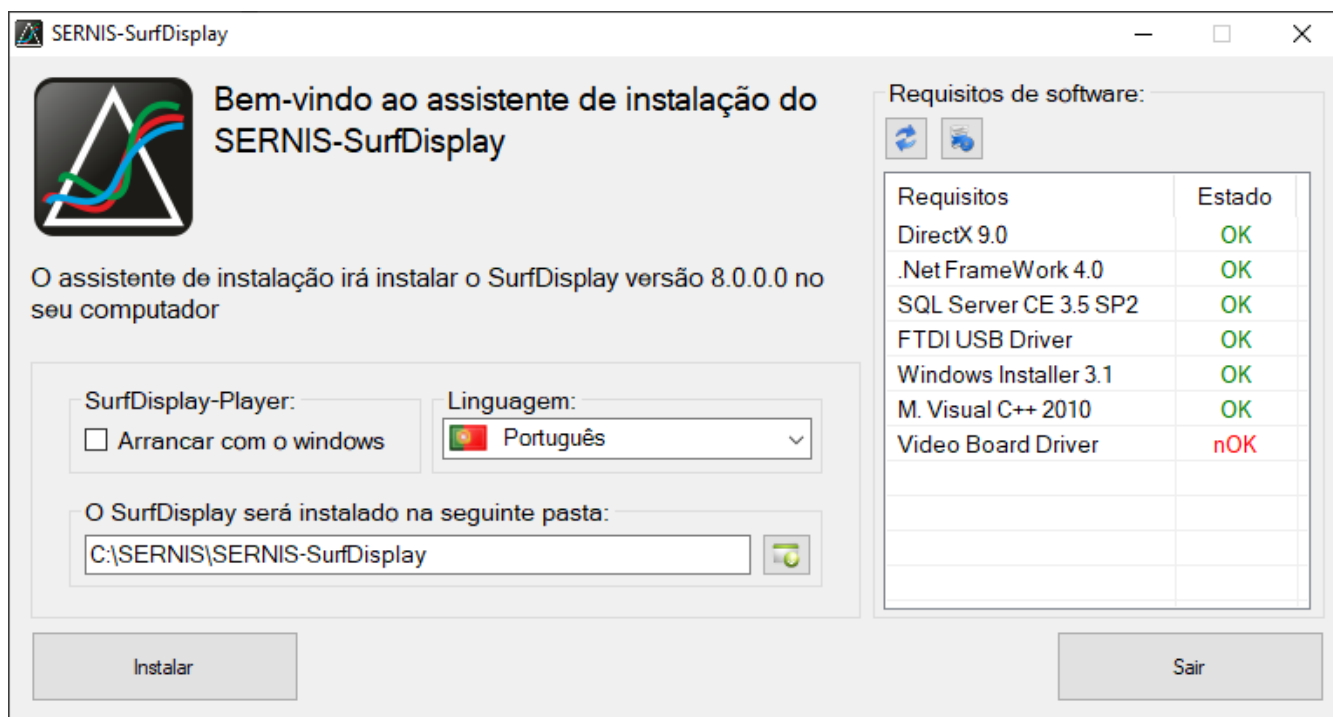 SERNIS-SurfDisplay
Bem-vindo ao assistente de instalação do
SERNIS-SurfDisplay
O assistente de instalação irá instalar o SurfDisplay versão 8.0.0.0 no
seu computador
SurfDisplay-Player:
Arrancar com o windows
Linguagem:
Português
O SurfDisplay será instalado na seguinte pasta:
C:\SERNIS\SERNIS-SurfDisplay
Instalar
Requisitos de software:
Requisitos Estado
DirectX 9.0 OK
.Net FrameWork 4.0 OK
SQL Server CE 3.5 SP2 OK
FTDI USB Driver OK
Windows Installer 3.1 OK
M. Visual C++ 2010 OK
Video Board Driver nOK
Sair